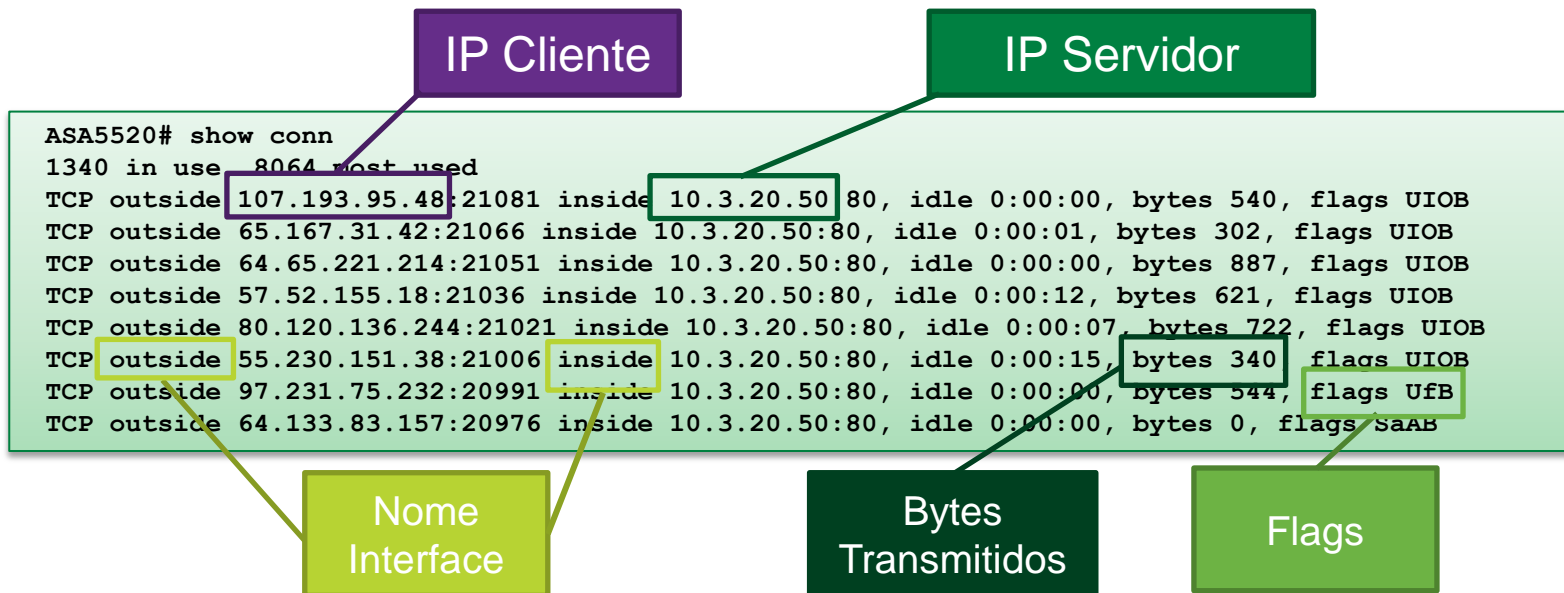 IP Cliente
IP Servidor
ASA5520# show conn
1340 in use, 8064 most used
TCP outside 107.193.95.48:21081 inside 10.3.20.50 80, idle 0:00:00, bytes 540, flags UIOB
TCP outside 65.167.31.42:21066 inside 10.3.20.50:80, idle 0:00:01, bytes 302, flags UIOB
TCP outside 64.65.221.214:21051 inside 10.3.20.50:80, idle 0:00:00, bytes 887, flags UIOB
TCP outside 57.52.155.18:21036 inside 10.3.20.50:80, idle 0:00:12, bytes 621, flags UIOB
TCP outside 80.120.136.244:21021 inside 10.3.20.50:80, idle 0:00:07, bytes 722, flags UIOB
TCP outside 55.230.151.38:21006 inside 10.3.20.50:80, idle 0:00:15, bytes 340, flags UIOB
TCP outside 97.231.75.232:20991 inside 10.3.20.50:80, idle 0:00:00, bytes 544, flags UfB
TCP outside 64.133.83.157:20976 inside 10.3.20.50:80, idle 0:00:00, bytes 0, flags SaAB
Nome
Interface
Bytes
Transmitidos
Flags